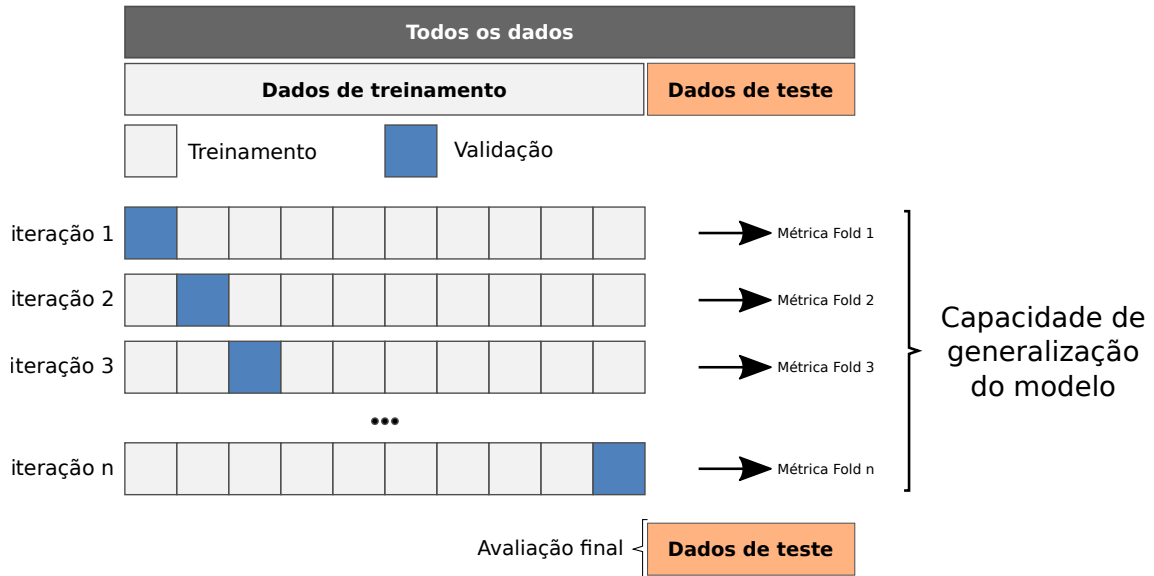 Todos os dados
Dados de treinamento
Dados de teste
Treinamento
Validação
iteração 1
Métrica Fold 1
iteração 2
Métrica Fold 2
iteração 3
Métrica Fold 3
...
iteração n
Métrica Fold n
Capacidade de
generalização
do modelo
Avaliação final
Dados de teste